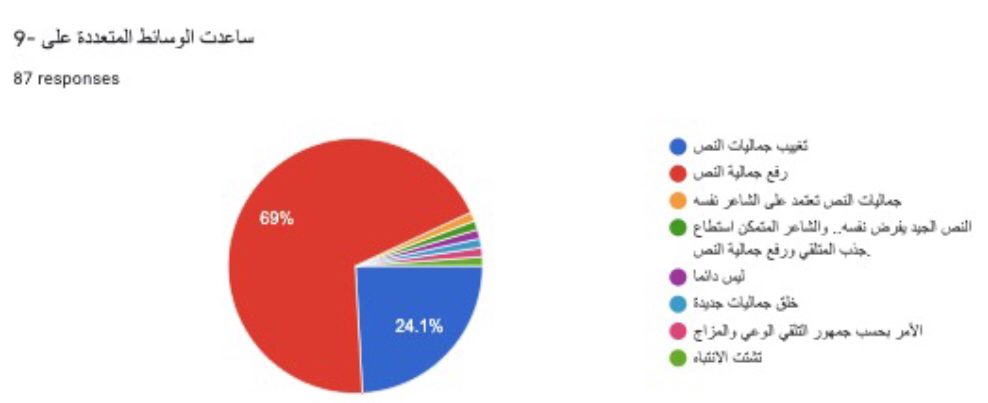 9- ساعدت الوسائط المتعددة على
87 responses
69%
24.1%
تغييب جماليات النص
رفع جمالية النص
جماليات النص تعتمد على الشاعر نفسه
النص الجيد يفرض نفسه.. والشاعر المتمكن استطاع
جذب المتلقي ورفع جمالية النص.
ليس دائما
خلق جماليات جديدة
الأمر بحسب جمهور التلقي الوعي والمزاج
تشتت الانتباه